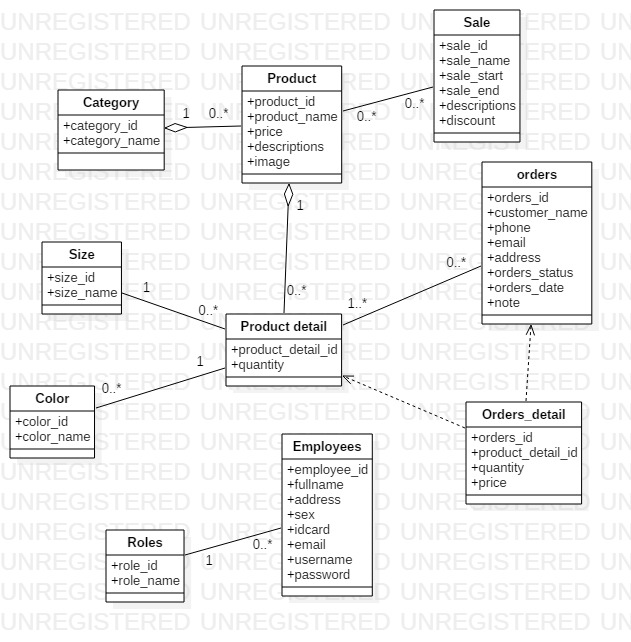 UNREGISTERED UNREGISTERED UNREGISTERED UN
Sale
+sale_id
+sale_name
+sale_start
+sale_end
+descriptions
+discount
Product
+product_id
+product_name
+price
+descriptions
+image
Category
+category_id
+category_name
1
0..*
0..*
0..*
orders
+orders_id
+customer_name
+phone
+email
+address
+orders_status
+orders_date
+note
1
Size
+size_id
+size_name
1
0..*
0..*
1..*
0..*
Product detail
+product_detail_id
+quantity
1
0..*
Color
+color_id
+color_name
Orders_detail
+orders_id
+product_detail_id
+quantity
+price
Employees
+employee_id
+fullname
+address
+sex
+idcard
+email
+username
+password
Roles
+role_id
+role_name
1
0..*